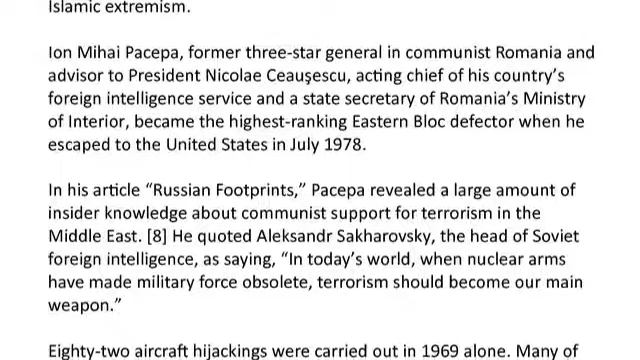 Islamic extremism.
Ion Mihai Pacepa, former three-star general in communist Romania and
advisor to President Nicolae Ceauşescu, acting chief of his country’s
foreign intelligence service and a state secretary of Romania’s Ministry
of Interior, became the highest-ranking Eastern Bloc defector when he
escaped to the United States in July 1978.
In his article “Russian Footprints,” Pacepa revealed a large amount of
insider knowledge about communist support for terrorism in the
Middle East. [8] He quoted Aleksandr Sakharovsky, the head of Soviet
foreign intelligence, as saying, “In today’s world, when nuclear arms
have made military force obsolete, terrorism should become our main
weapon.”
Eighty-two aircraft hijackings were carried out in 1969 alone. Many of